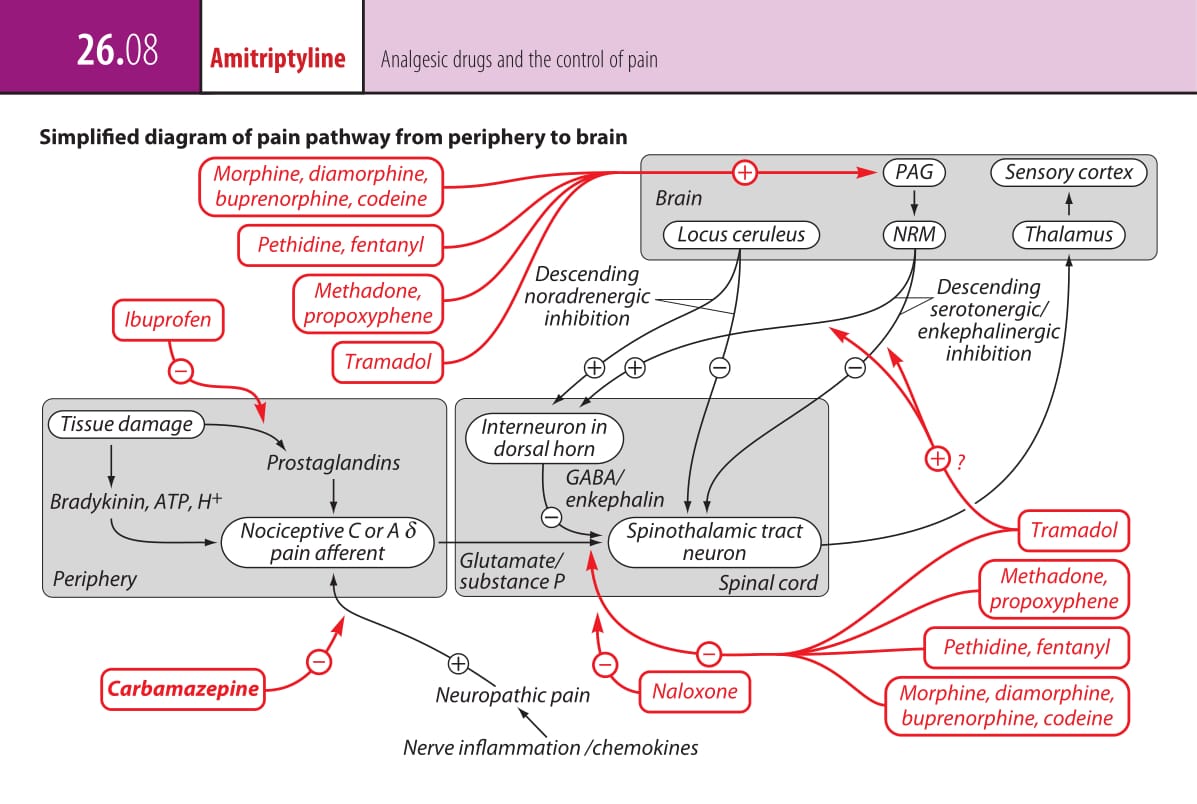 26.08
Amitriptyline
Analgesic drugs and the control of pain
Simplified diagram of pain pathway from periphery to brain
Morphine, diamorphine,
buprenorphine, codeine
Pethidine, fentanyl
Methadone,
propoxyphene
Tramadol
+
PAG
Sensory cortex
Brain
Locus ceruleus
NRM
Thalamus
Descending
noradrenergic
inhibition
Descending
serotonergic/
enkephalinergic
inhibition
Ibuprofen
−
+
+
−
−
Tissue damage
Prostaglandins
Bradykinin, ATP, H+
Nociceptive C or A δ
pain afferent
Periphery
Interneuron in
dorsal horn
GABA/
enkephalin
−
Spinothalamic tract
neuron
Glutamate/
substance P
Spinal cord
+ ?
Tramadol
Methadone,
propoxyphene
Pethidine, fentanyl
Morphine, diamorphine,
buprenorphine, codeine
−
−
Naloxone
Carbamazepine
−
+
Neuropathic pain
Nerve inflammation /chemokines